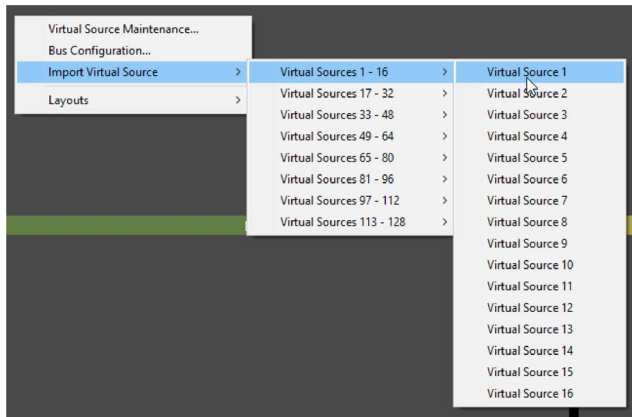 Virtual Source Maintenance...
Bus Configuration...
Import Virtual Source >
Layouts >
Virtual Sources 1 - 16 >
Virtual Sources 17 - 32 >
Virtual Sources 33 - 48 >
Virtual Sources 49 - 64 >
Virtual Sources 65 - 80 >
Virtual Sources 81 - 96 >
Virtual Sources 97 - 112 >
Virtual Sources 113 - 128 >
Virtual Source 1
Virtual Source 2
Virtual Source 3
Virtual Source 4
Virtual Source 5
Virtual Source 6
Virtual Source 7
Virtual Source 8
Virtual Source 9
Virtual Source 10
Virtual Source 11
Virtual Source 12
Virtual Source 13
Virtual Source 14
Virtual Source 15
Virtual Source 16